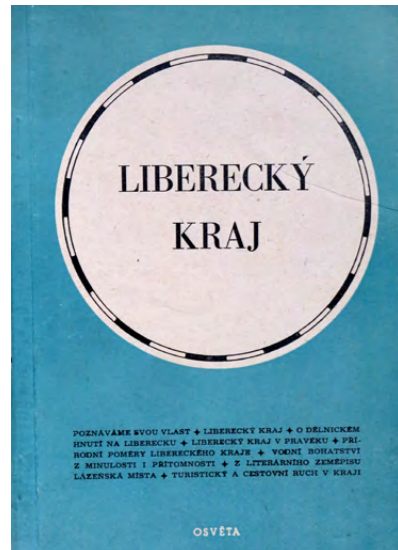 LIBERECKÝ
KRAJ
POZNÁVÁME SVOU VLAST ✦ LIBERECKÝ KRAJ ✦ O DĚLNICKÉM
HNUTÍ NA LIBERECKU ✦ LIBERECKÝ KRAJ V PRAVĚKU ✦ PŘÍ-
RODNÍ POMĚRY LIBERECKÉHO KRAJE ✦ VODNÍ BOHATSTVÍ
Z MINULOSTI I PŘÍTOMNOSTI ✦ Z LITERÁRNÍHO ZEMĚPISU
LÁZEŇSKÁ MÍSTA ✦ TURISTICKÝ A CESTOVNÍ RUCH V KRAJI
OSVĚTA